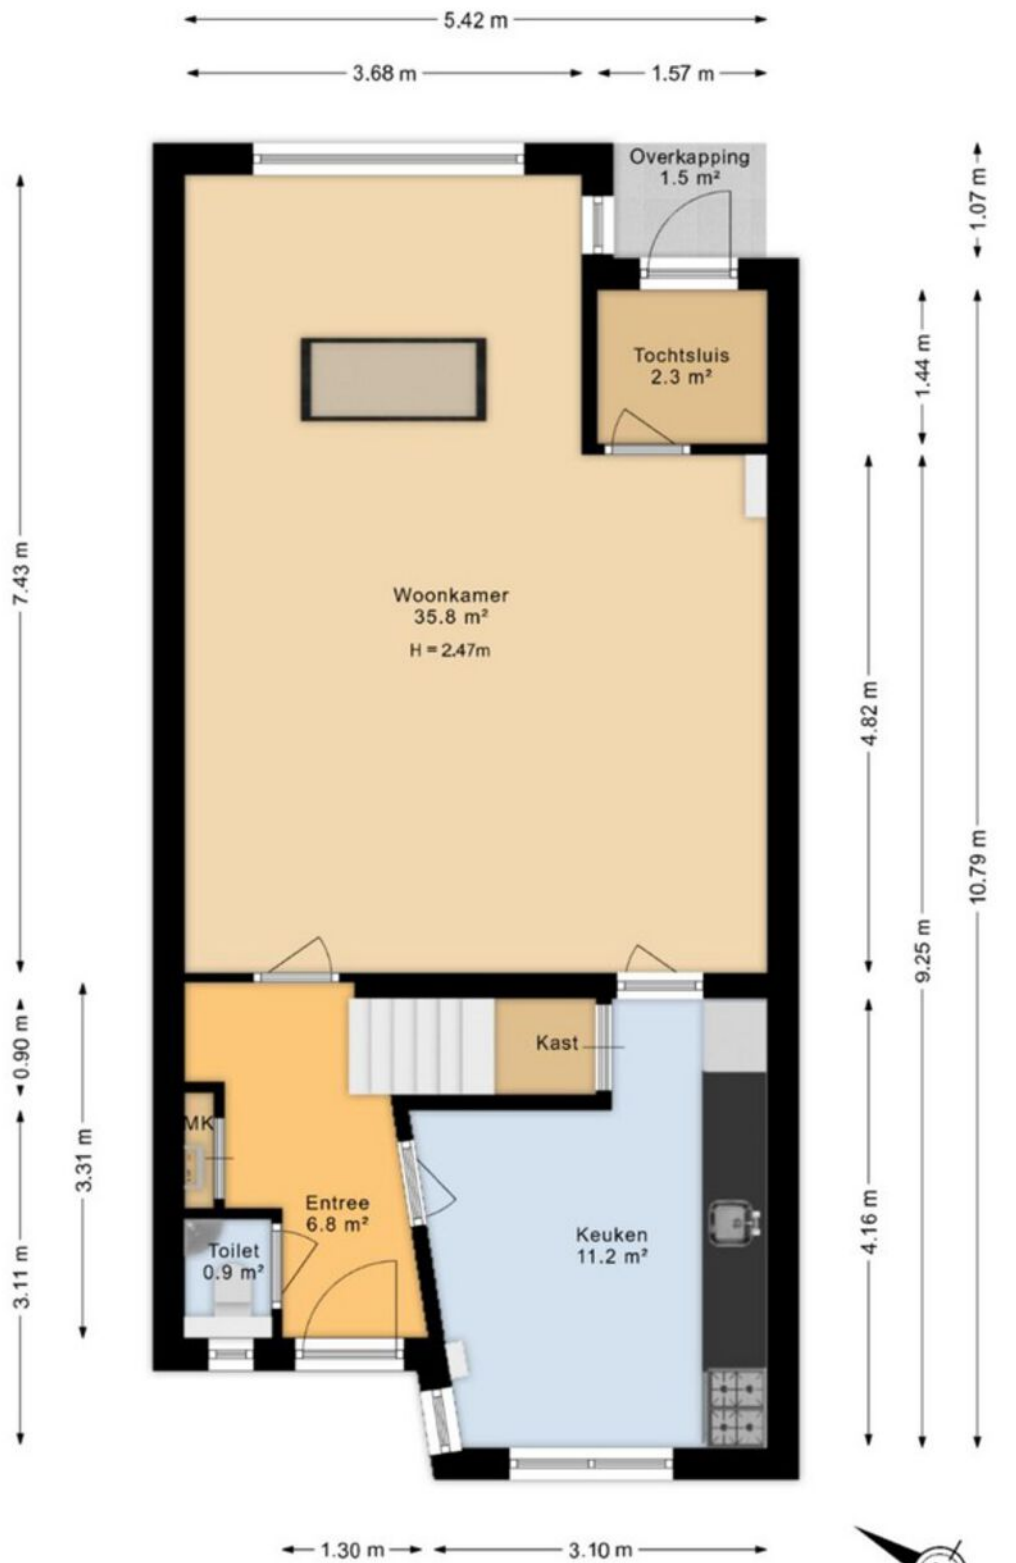 5.42 m
3.68 m
1.57 m
Overkapping
1.5 m²
1.07 m
Tochtsluis
2.3 m²
1.44 m
7.43 m
Woonkamer
35.8 m²
H = 2.47m
4.82 m
10.79 m
9.25 m
0.90 m
Kast
MK
3.31 m
Entree
6.8 m²
4.16 m
Keuken
11.2 m²
Toilet
0.9 m²
3.11 m
1.30 m
3.10 m